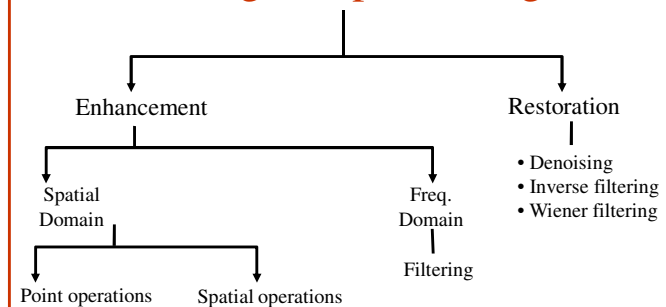 Enhancement
Restoration
• Denoising
• Inverse filtering
• Wiener filtering
Spatial
Domain
Freq.
Domain
Filtering
Point operations
Spatial operations